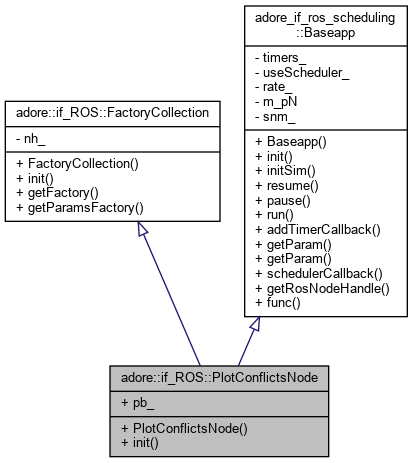 adore_if_ros_scheduling
::Baseapp
- timers_
- useScheduler_
- rate_
- m_pN
- snm_
+ Baseapp()
+ init()
+ initSim()
+ resume()
+ pause()
+ run()
+ addTimerCallback()
+ getParam()
+ getParam()
+ schedulerCallback()
+ getRosNodeHandle()
+ func()
adore::if_ROS::FactoryCollection
- nh_
+ FactoryCollection()
+ init()
+ getFactory()
+ getParamsFactory()
adore::if_ROS::PlotConflictsNode
+ pb_
+ PlotConflictsNode()
+ init()